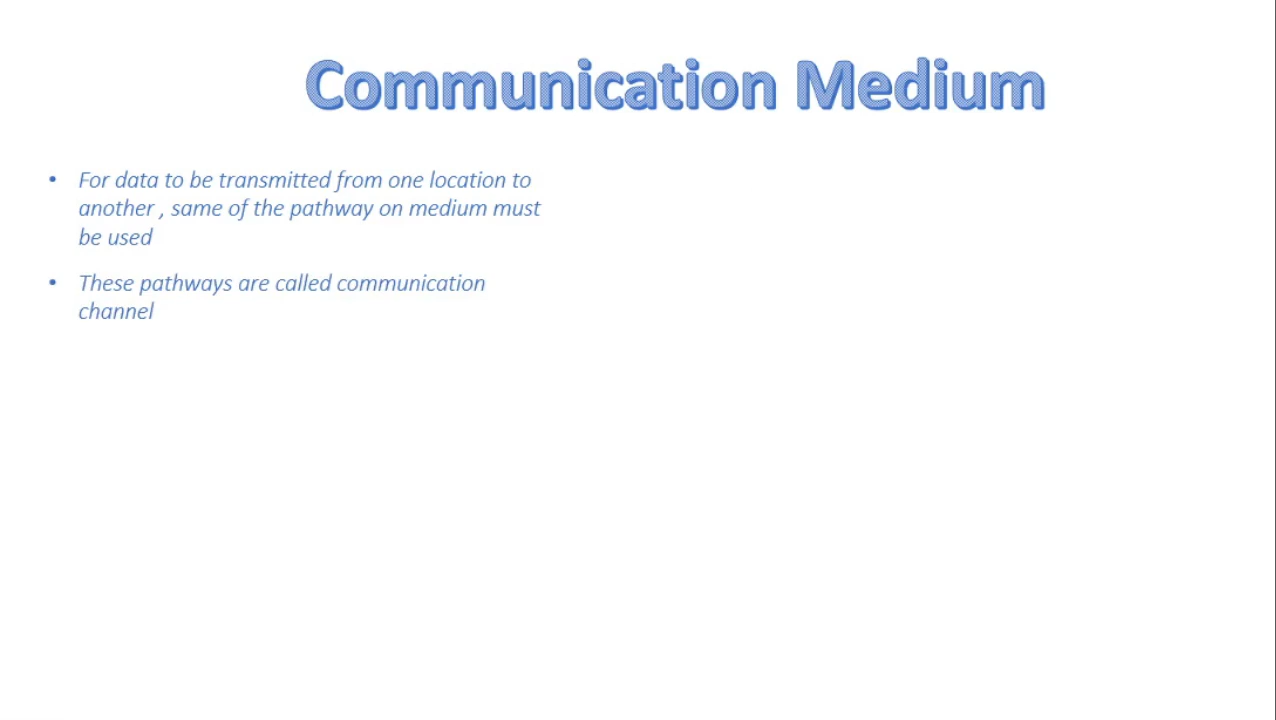 Communication Medium
• For data to be transmitted from one location to
another , same of the pathway on medium must
be used
• These pathways are called communication
channel